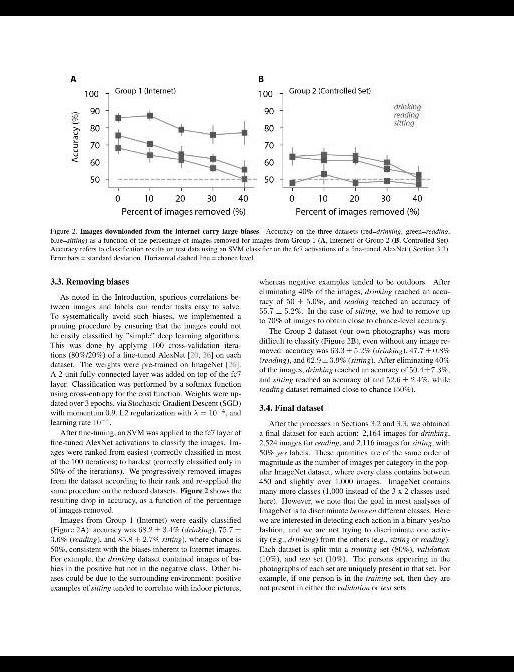 A
B
Group 1 (Internet)
Group 2 (Controlled Set)
Accuracy (%)
100
90
80
70
60
50
100
90
80
70
60
50
drinking
reading
sitting
0 10 20 30 40
0 10 20 30 40
Percent of images removed (%)
Percent of images removed (%)
Figure 2. Images downloaded from the internet carry large biases Accuracy on the three datasets (red=drinking, green=reading,
blue=sitting) as a function of the percentage of images removed for images from Group 1 (A, Internet) or Group 2 (B, Controlled Set).
Accuracy refers to classification results on test data using an SVM classifier on the fc7 activations of a fine-tuned AlexNet ( Section 3.3)
Error bars = standard deviation. Horizontal dashed line = chance level
3.3. Removing biases
As noted in the Introduction, spurious correlations be-
tween images and labels can render tasks easy to solve.
To systematically avoid such biases, we implemented a
pruning procedure by ensuring that the images could not
be easily classified by "simple" deep learning algorithms.
This was done by applying 100 cross-validation itera-
tions (80%/20%) of a fine-tuned AlexNet [20, 26] on each
dataset. The weights were pre-trained on ImageNet [26].
A 2-unit fully-connected layer was added on top of the fc7
layer. Classification was performed by a softmax function
using cross-entropy for the cost function. Weights were up-
dated over 3 epochs, via Stochastic Gradient Descent (SGD)
with momentum 0.9, L2 regularization with λ = 10 , and
learning rate 10
After fine-tuning, an SVM was applied to the fc7 layer of
fine-tuned AlexNet activations to classify the images. Im-
ages were ranked from easiest (correctly classified in most
of the 100 iterations) to hardest (correctly classified only in
50% of the iterations). We progressively removed images
from the dataset according to their rank and re-applied the
same procedure on the reduced datasets. Figure 2 shows the
resulting drop in accuracy, as a function of the percentage
of images removed.
Images from Group 1 (Internet) were easily classified
(Figure 2A): accuracy was 68.2 ± 3.4% (drinking), 75.7 ±
3.6% (reading), and 85.8 ± 2.7% sitting), where chance is
50%, consistent with the biases inherent to Internet images.
For example, the drinking dataset contained images of ba-
bies in the positive but not in the negative class. Other bi-
ases could be due to the surrounding environment: positive
examples of sitting tended to correlate with indoor pictures,
whereas negative examples tended to be outdoors. After
eliminating 40% of the images, drinking reached an accu-
racy of 50 ± 5.0%, and reading reached an accuracy of
55.7 ± 5.2%. In the case of sitting, we had to remove up
to 70% of images to obtain close to chance-level accuracy.
The Group 2 dataset (our own photographs) was more
difficult to classify (Figure 2B), even without any image re-
moved: accuracy was 63.3 ± 5.2% (drinking), 47.7 ± 0.8%
(reading), and 62.9 ± 3.9% (sitting). After eliminating 40%
of the images, drinking reached an accuracy of 50.4 ± 7.3%,
and sitting reached an accuracy of and 52.6 ± 2.4%, while
reading dataset remained close to chance (50%).
3.4. Final dataset
After the processes in Sections 3.2 and 3.3, we obtained
a final dataset for each action: 2,164 images for drinking,
2,524 images for reading, and 2,116 images for sitting, with
50% yes labels. These quantities are of the same order of
magnitude as the number of images per category in the pop-
ular ImageNet dataset, where every class contains between
450 and slightly over 1,000 images. ImageNet contains
many more classes (1,000 instead of the 3 x 2 classes used
here). However, we note that the goal in most analyses of
ImageNet is to discriminate between different classes. Here
we are interested in detecting each action in a binary yes/no
fashion, and we are not trying to discriminate one activ-
ity (e.g., drinking) from the others (e.g., sitting or reading).
Each dataset is split into a training set (80%), validation
(10%), and test set (10%). The persons appearing in the
photographs of each set are uniquely present in that set. For
example, if one person is in the training set, then they are
not present in either the validation or test sets